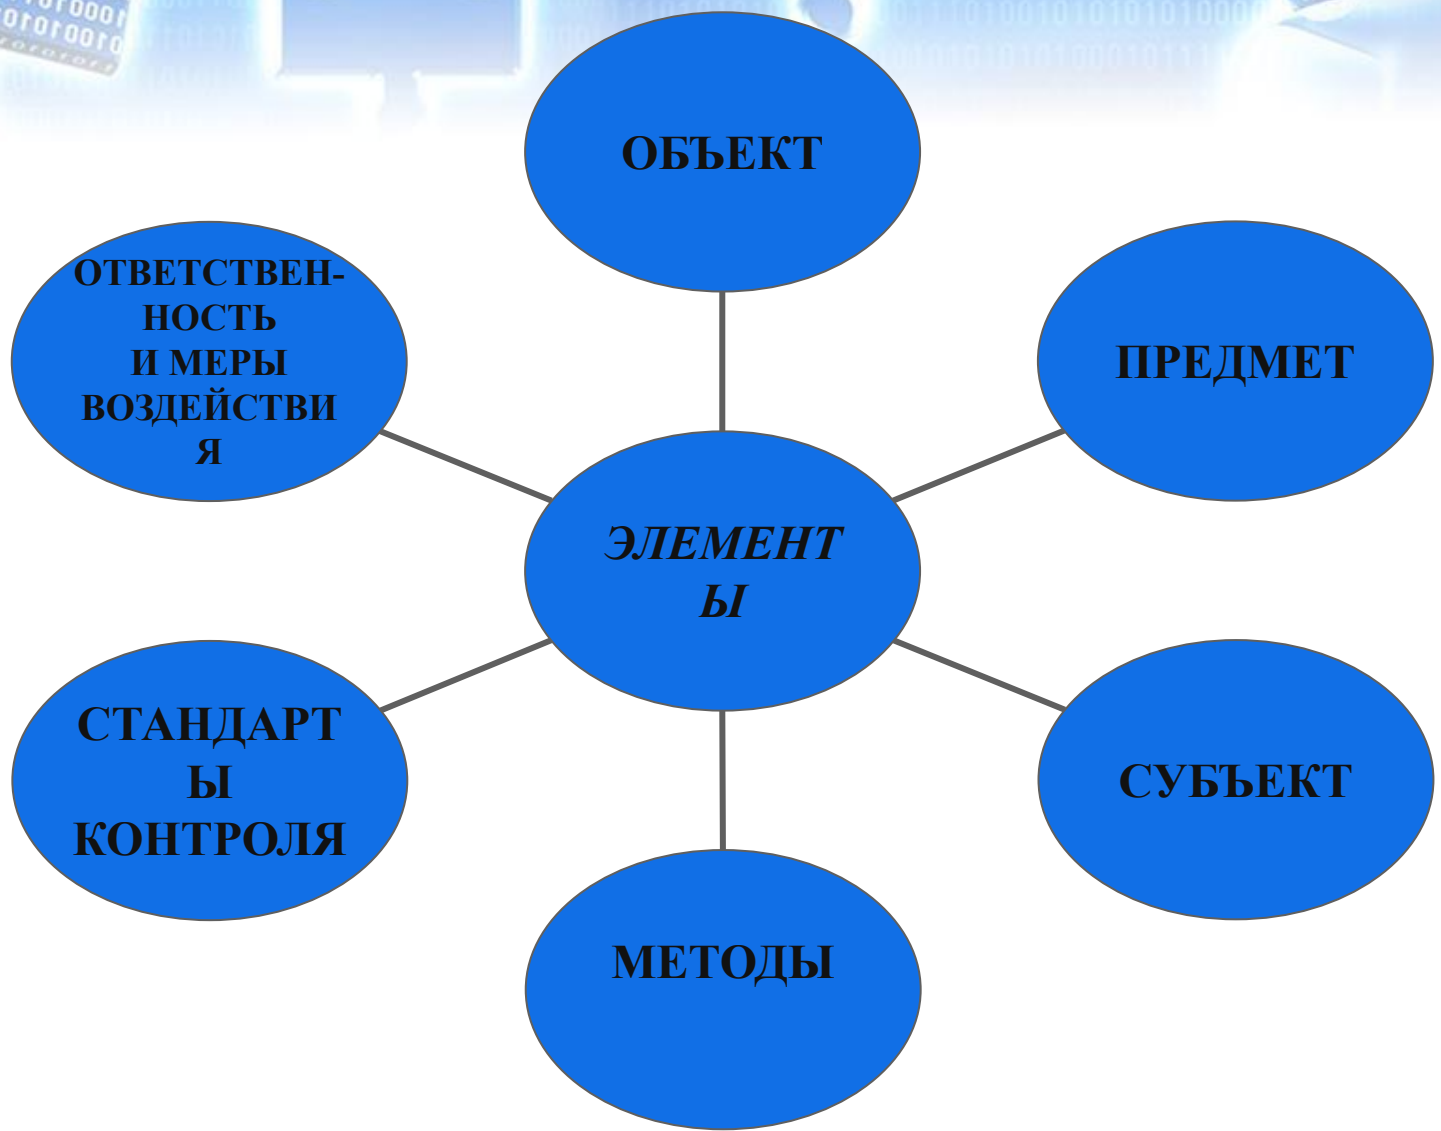 ОБЪЕКТ
ОТВЕТСТВЕН-
НОСТЬ
И МЕРЫ
ВОЗДЕЙСТВИ
Я
ПРЕДМЕТ
ЭЛЕМЕНТ
Ы
СТАНДАРТ
Ы
КОНТРОЛЯ
СУБЪЕКТ
МЕТОДЫ